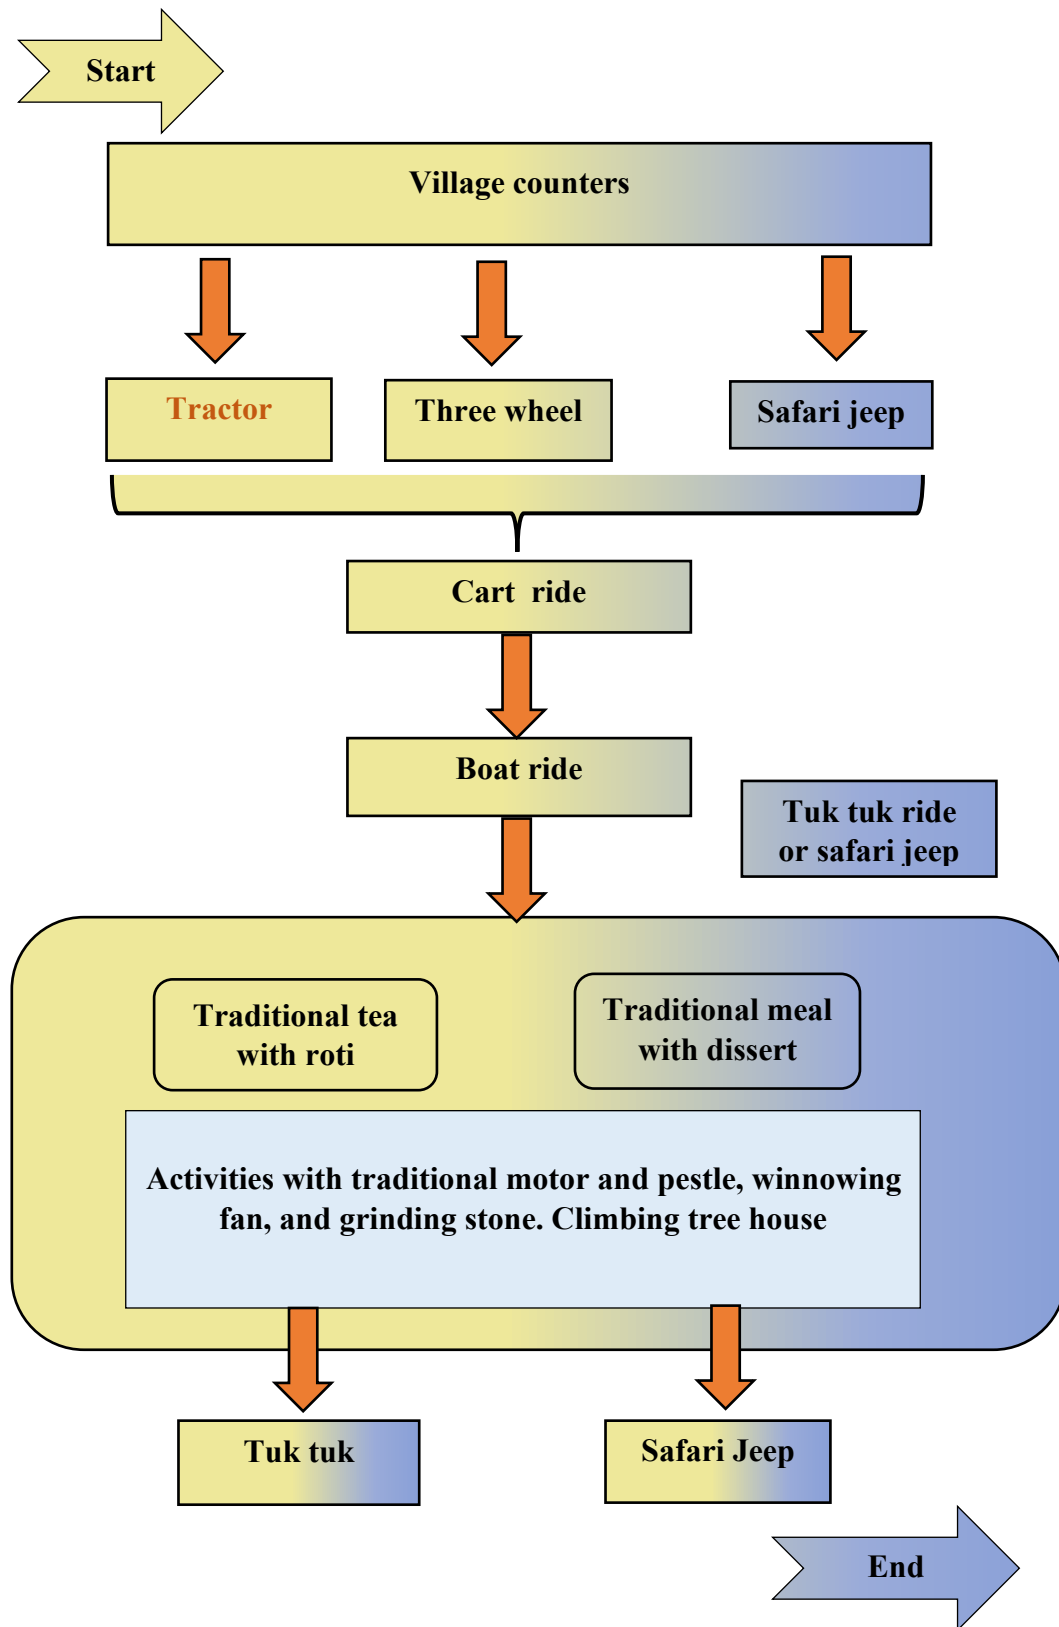 Start
Village counters
Tractor
Three wheel
Safari jeep
Cart ride
Boat ride
Tuk tuk ride
or safari jeep
Traditional tea
with roti
Traditional meal
with dissert
Activities with traditional motor and pestle, winnowing
fan, and grinding stone. Climbing tree house
Tuk tuk
Safari Jeep
End